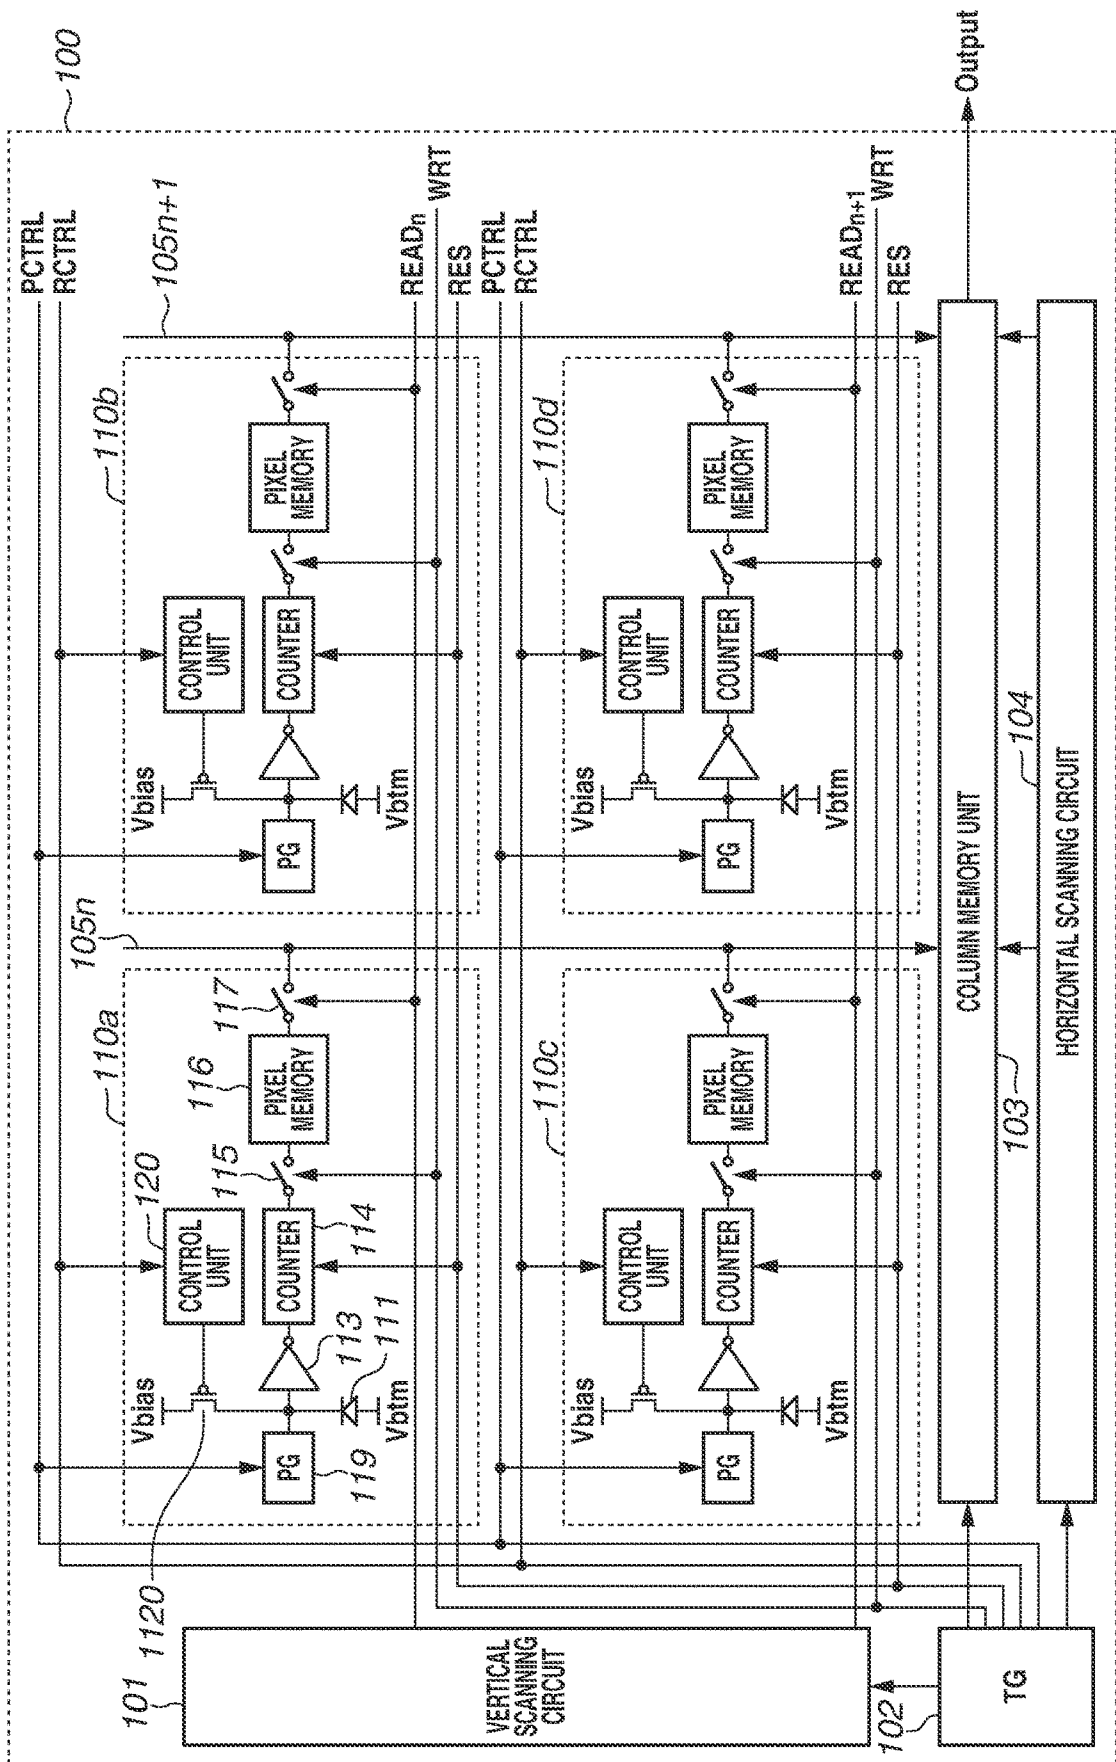 100
PCTRL
RCTRL
105n+1
105n
110a
110b
120
CONTROL
UNIT
CONTROL
UNIT
116
117
115
114
113
111
119
1120
Vbias
Vbias
PG
PG
COUNTER
COUNTER
PIXEL
MEMORY
PIXEL
MEMORY
Vbtm
Vbtm
READn
WRT
RES
PCTRL
RCTRL
110c
110d
CONTROL
UNIT
CONTROL
UNIT
Vbias
Vbias
PG
PG
COUNTER
COUNTER
PIXEL
MEMORY
PIXEL
MEMORY
Vbtm
Vbtm
READn+1
WRT
RES
101
VERTICAL
SCANNING
CIRCUIT
102
TG
COLUMN MEMORY UNIT
103
104
HORIZONTAL SCANNING CIRCUIT
Output